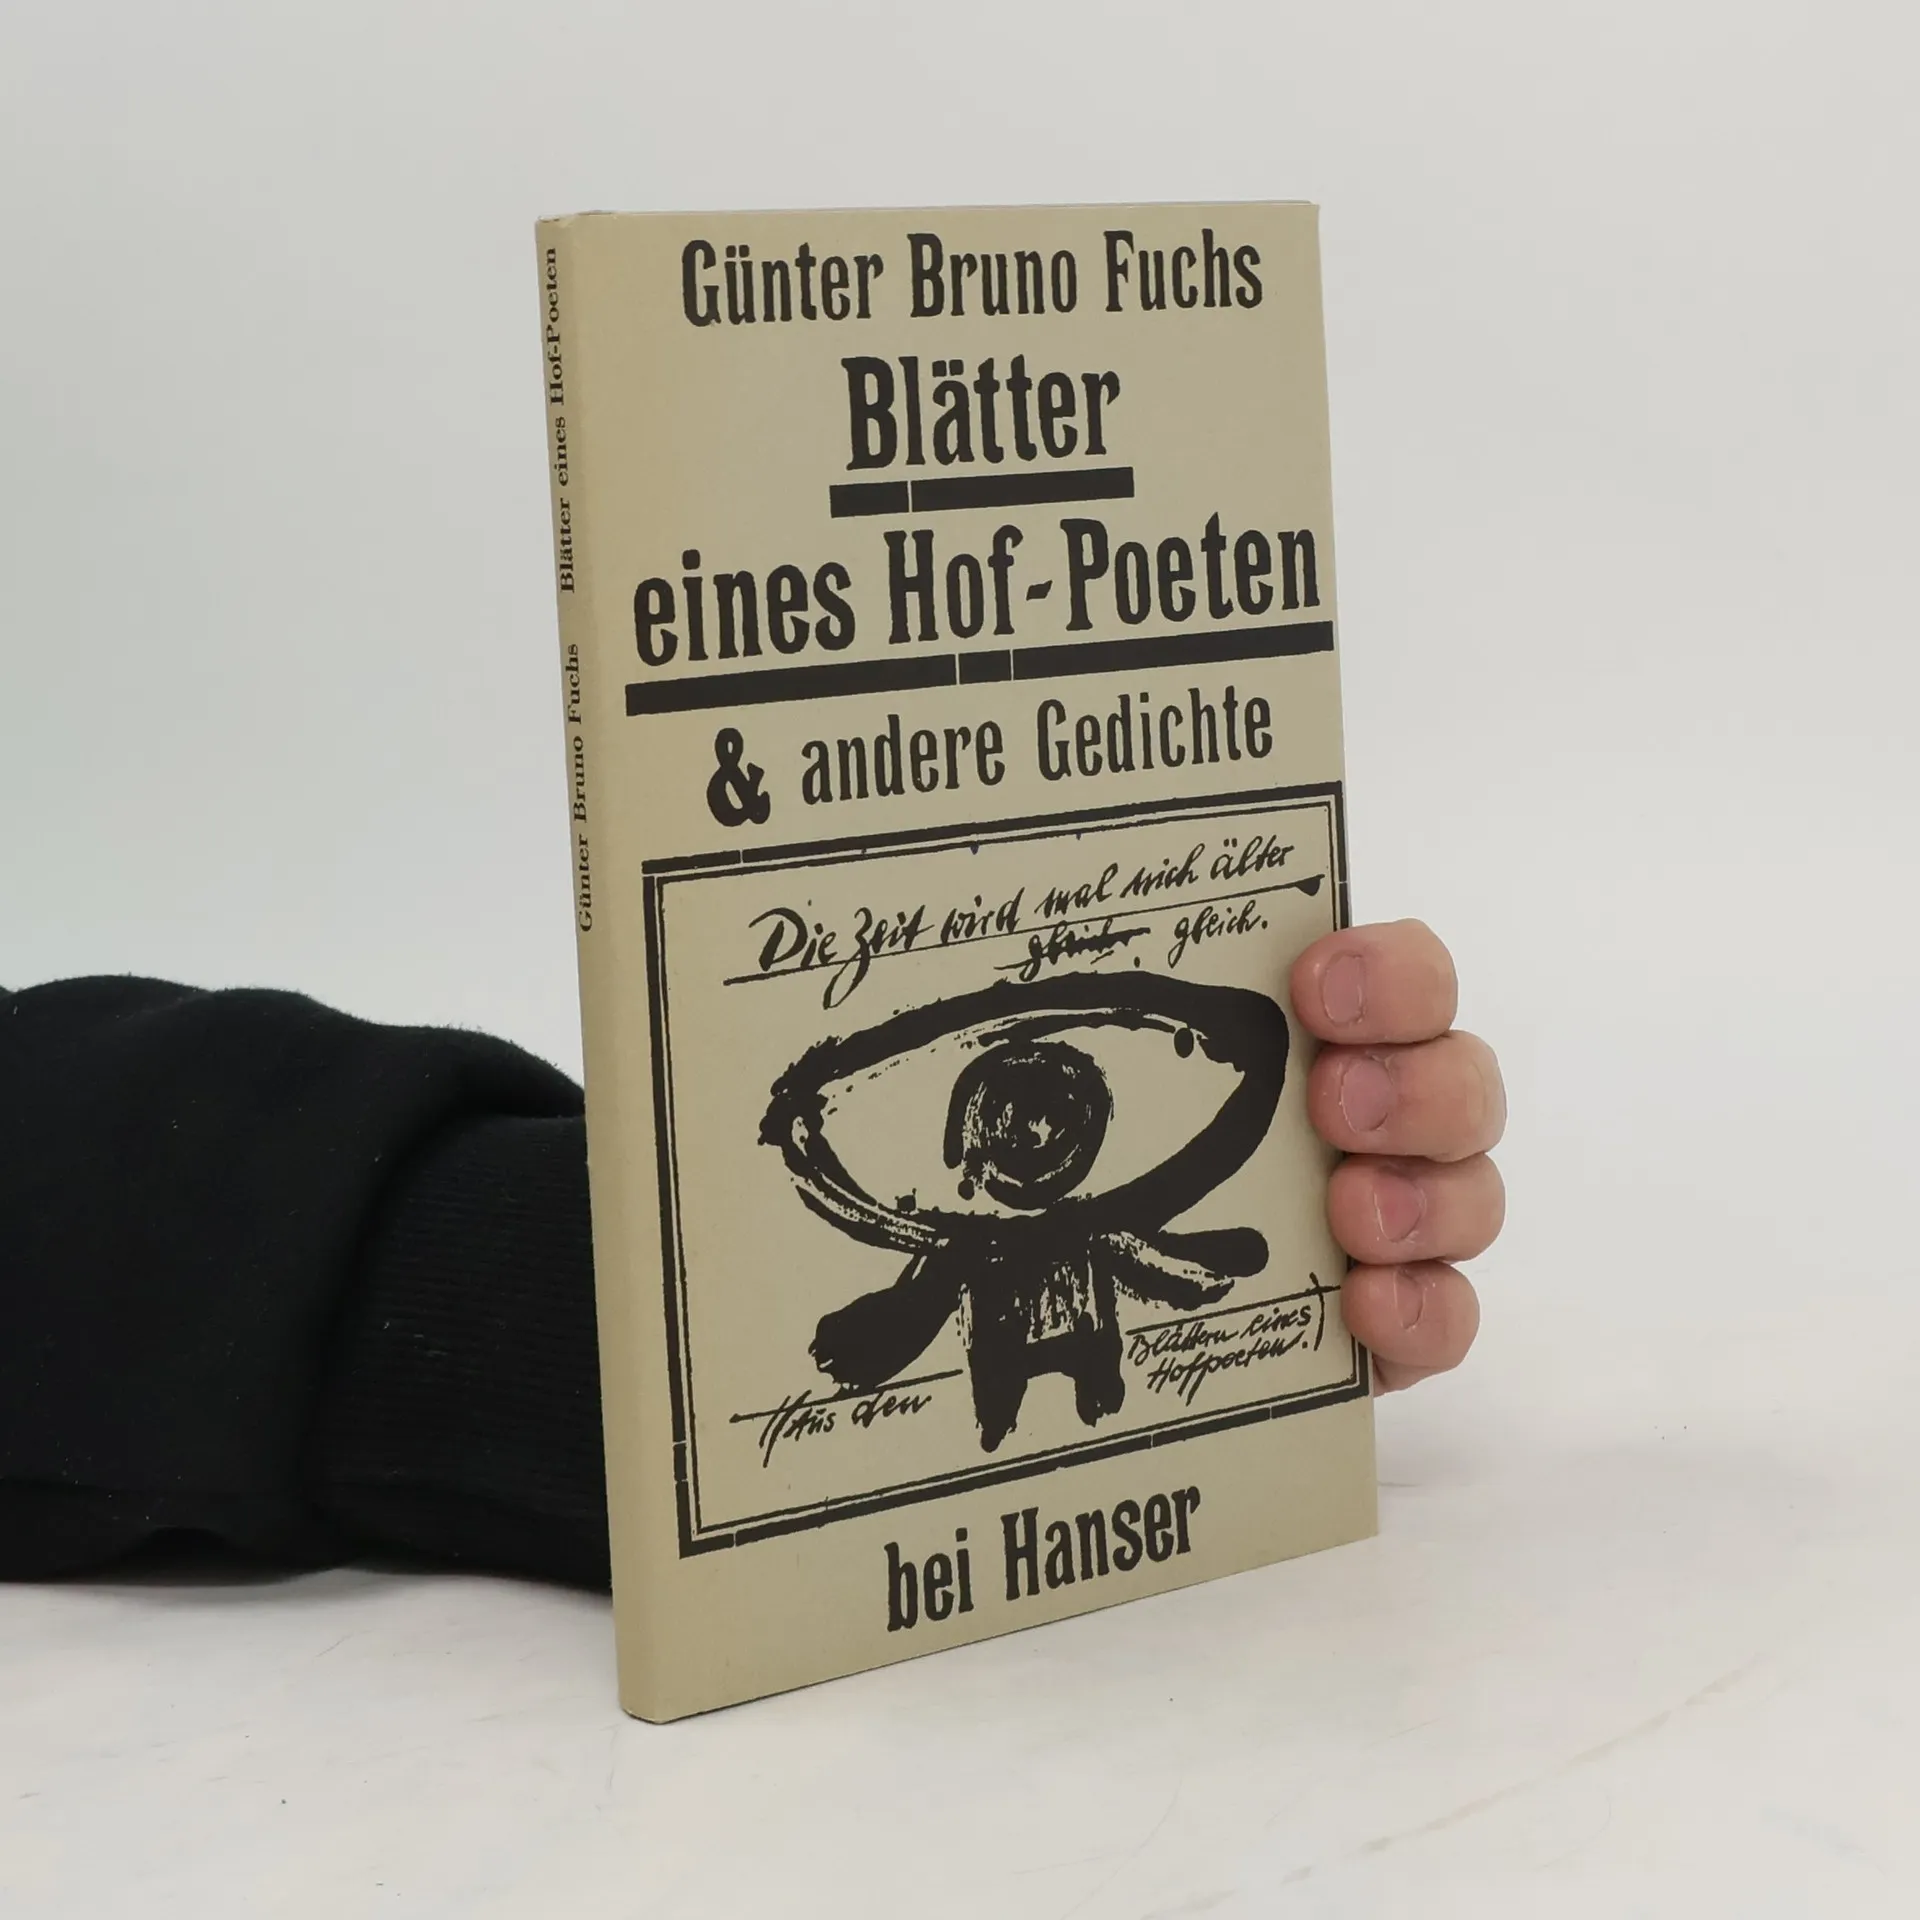 Günter Bruno Fuchs Blätter eines Hof-Poeten
Günter Bruno Fuchs
Blätter
eines Hof-Poeten
& andere Gedichte
Die Zeit wird mal nich älter
gleich.
(Aus den
Blättern eines
Hofpoeten.)
bei Hanser